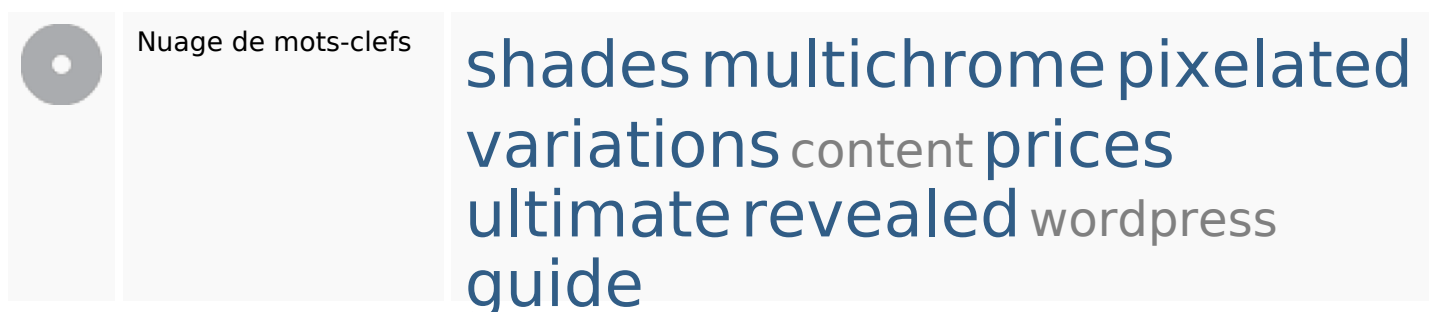 Nuage de mots-clefs
shades multichrome pixelated
variations content prices
ultimate revealed wordpress
guide